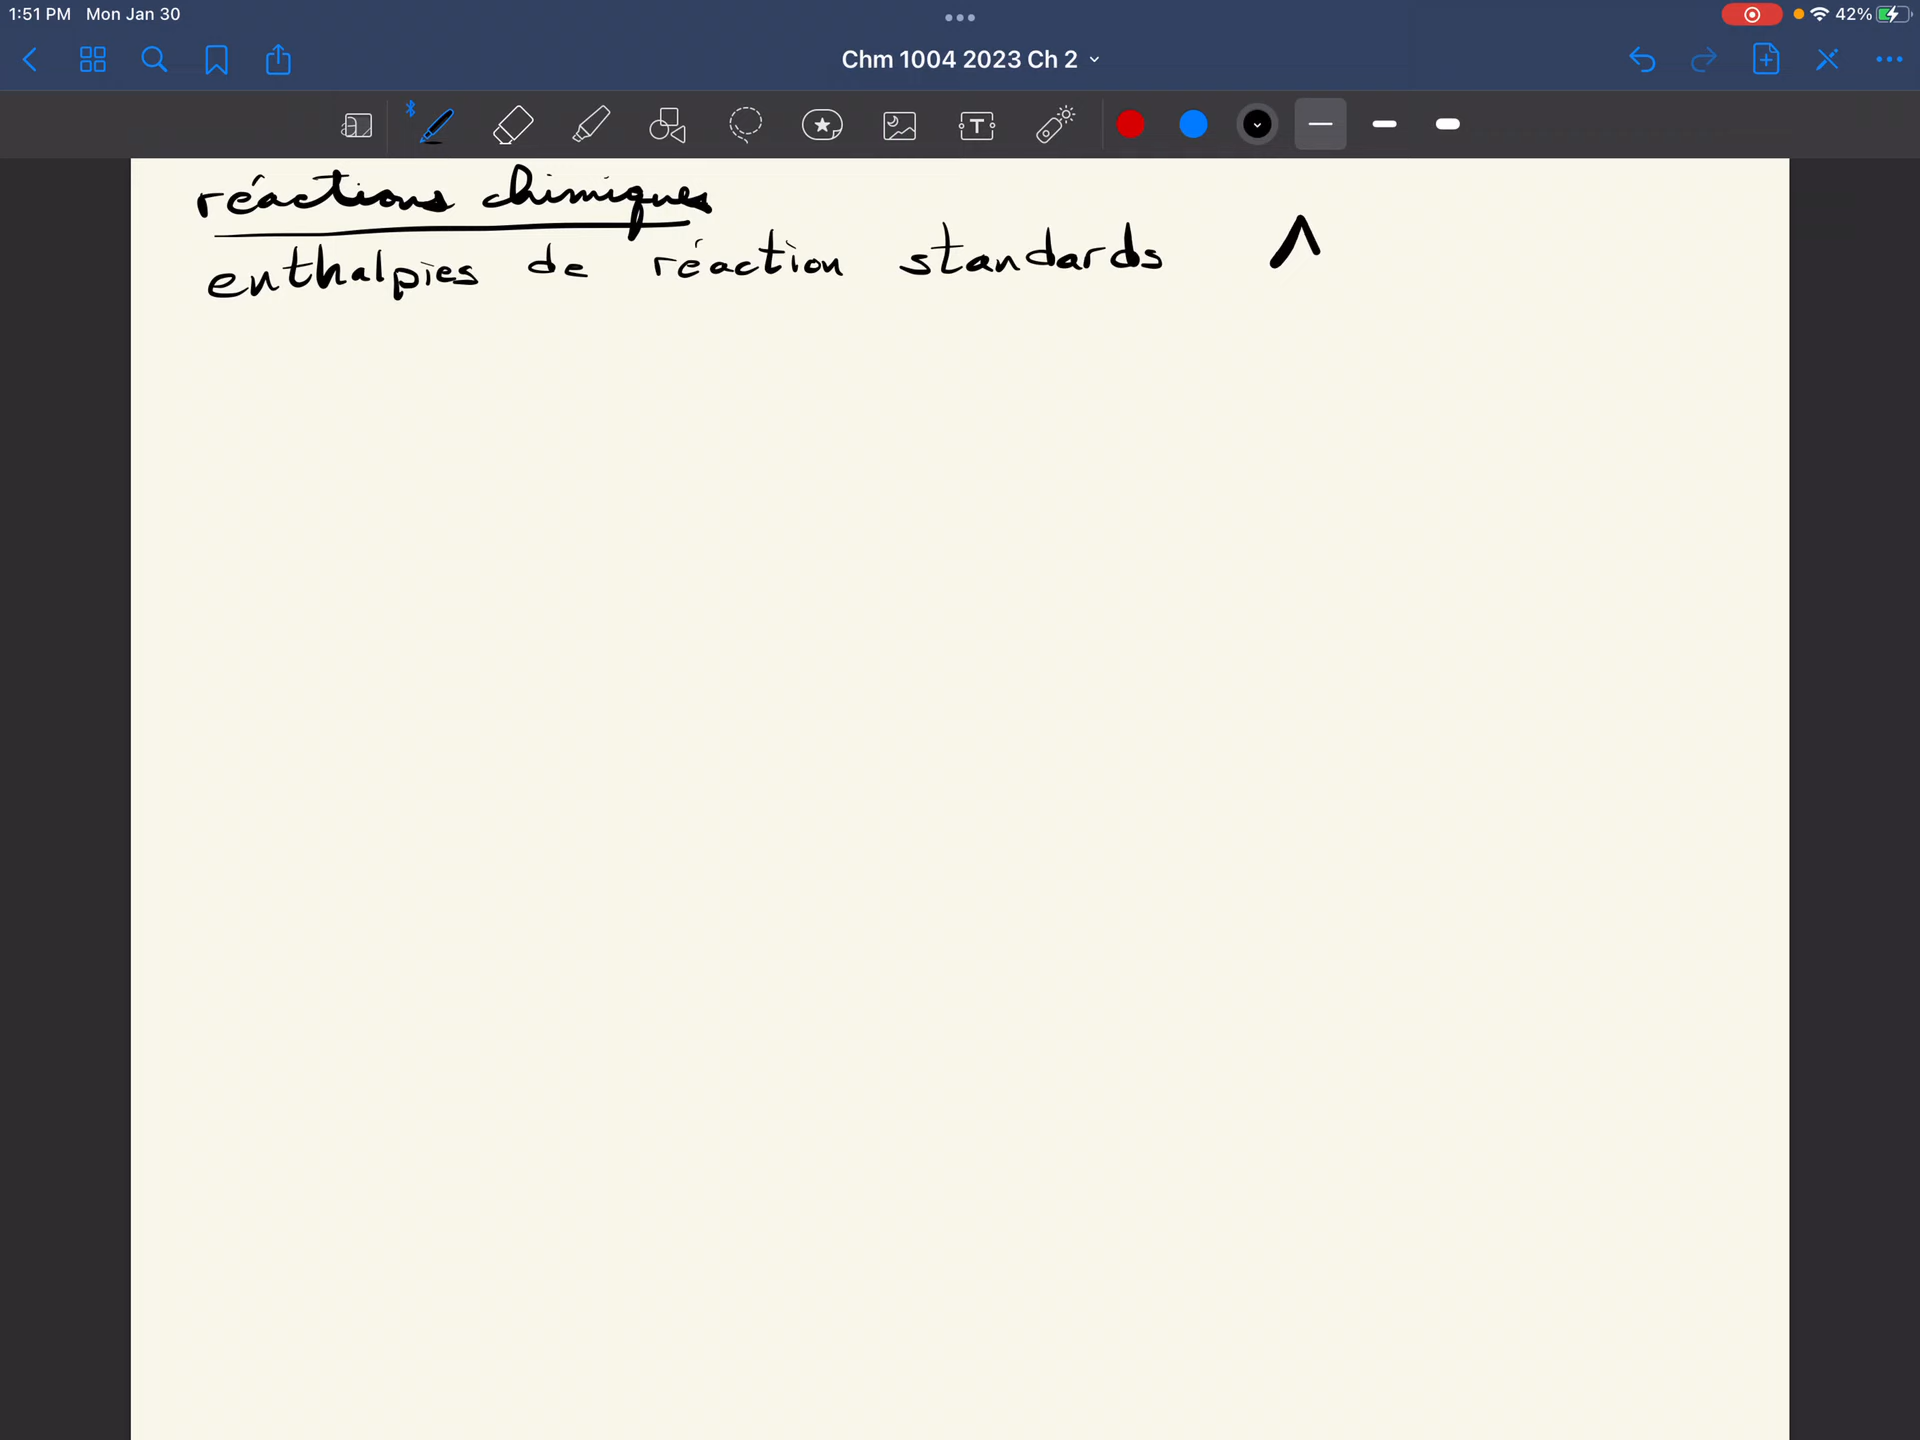 1:51 PM Mon Jan 30
42%
Chm 1004 2023 Ch 2
réactions chimiques
enthalpies de réaction standards